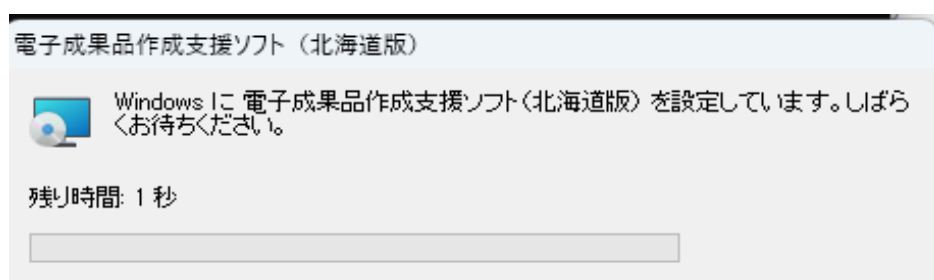 電子成果品作成支援ソフト（北海道版）
Windows に 電子成果品作成支援ソフト（北海道版） を設定しています。しばら
くお待ちください。
残り時間: 1 秒